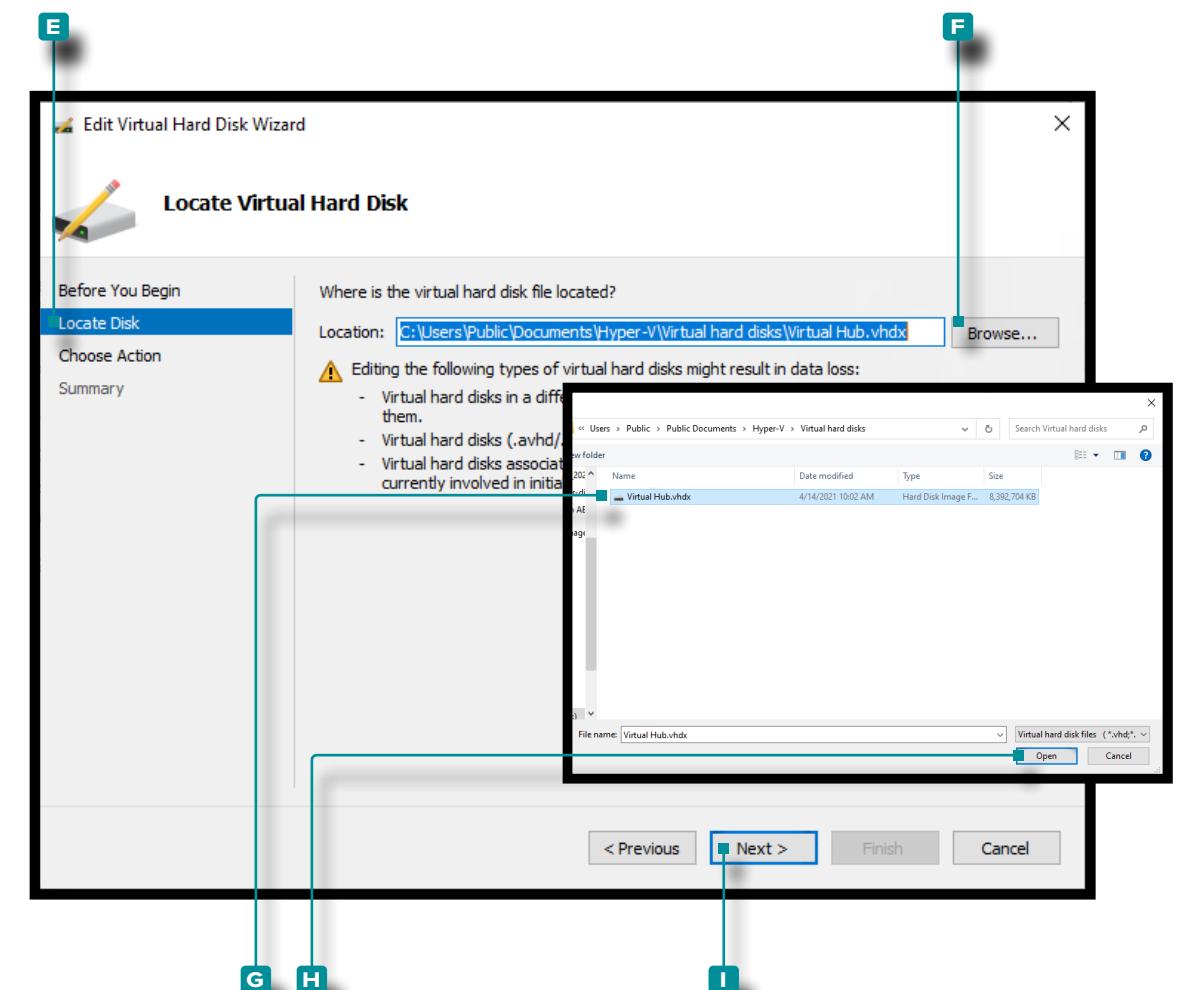 E
F
Edit Virtual Hard Disk Wizard
Locate Virtual Hard Disk
Before You Begin
Locate Disk
Choose Action
Summary
Where is the virtual hard disk file located?
Location: C:\Users\Public\Documents\Hyper-V\Virtual hard disks\Virtual Hub.vhdx Browse...
Editing the following types of virtual hard disks might result in data loss:
- Virtual hard disks in a diffe
them.
- Virtual hard disks (.avhd/
- Virtual hard disks associat
currently involved in initia
« Users > Public > Public Documents > Hyper-V > Virtual hard disks
Search Virtual hard disks
ew folder
Name Date modified Type Size
Virtual Hub.vhdx 4/14/2021 10:02 AM Hard Disk Image F... 8,392,704 KB
File name: Virtual Hub.vhdx
Virtual hard disk files (*.vhd;*.
Open Cancel
< Previous Next > Finish Cancel
G H I